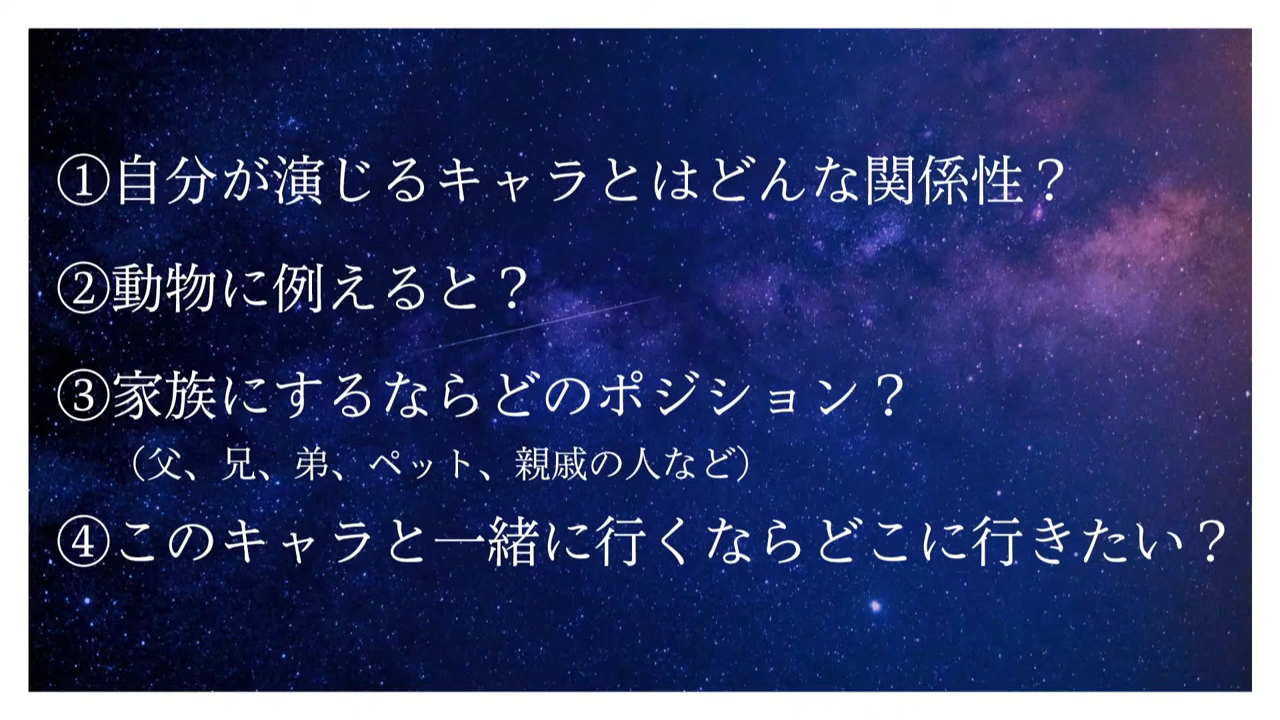 ①自分が演じるキャラとはどんな関係性？
②動物に例えると？
③家族にするならどのポジション？
（父、兄、弟、ペット、親戚の人など）
④このキャラと一緒に行くならどこに行きたい？